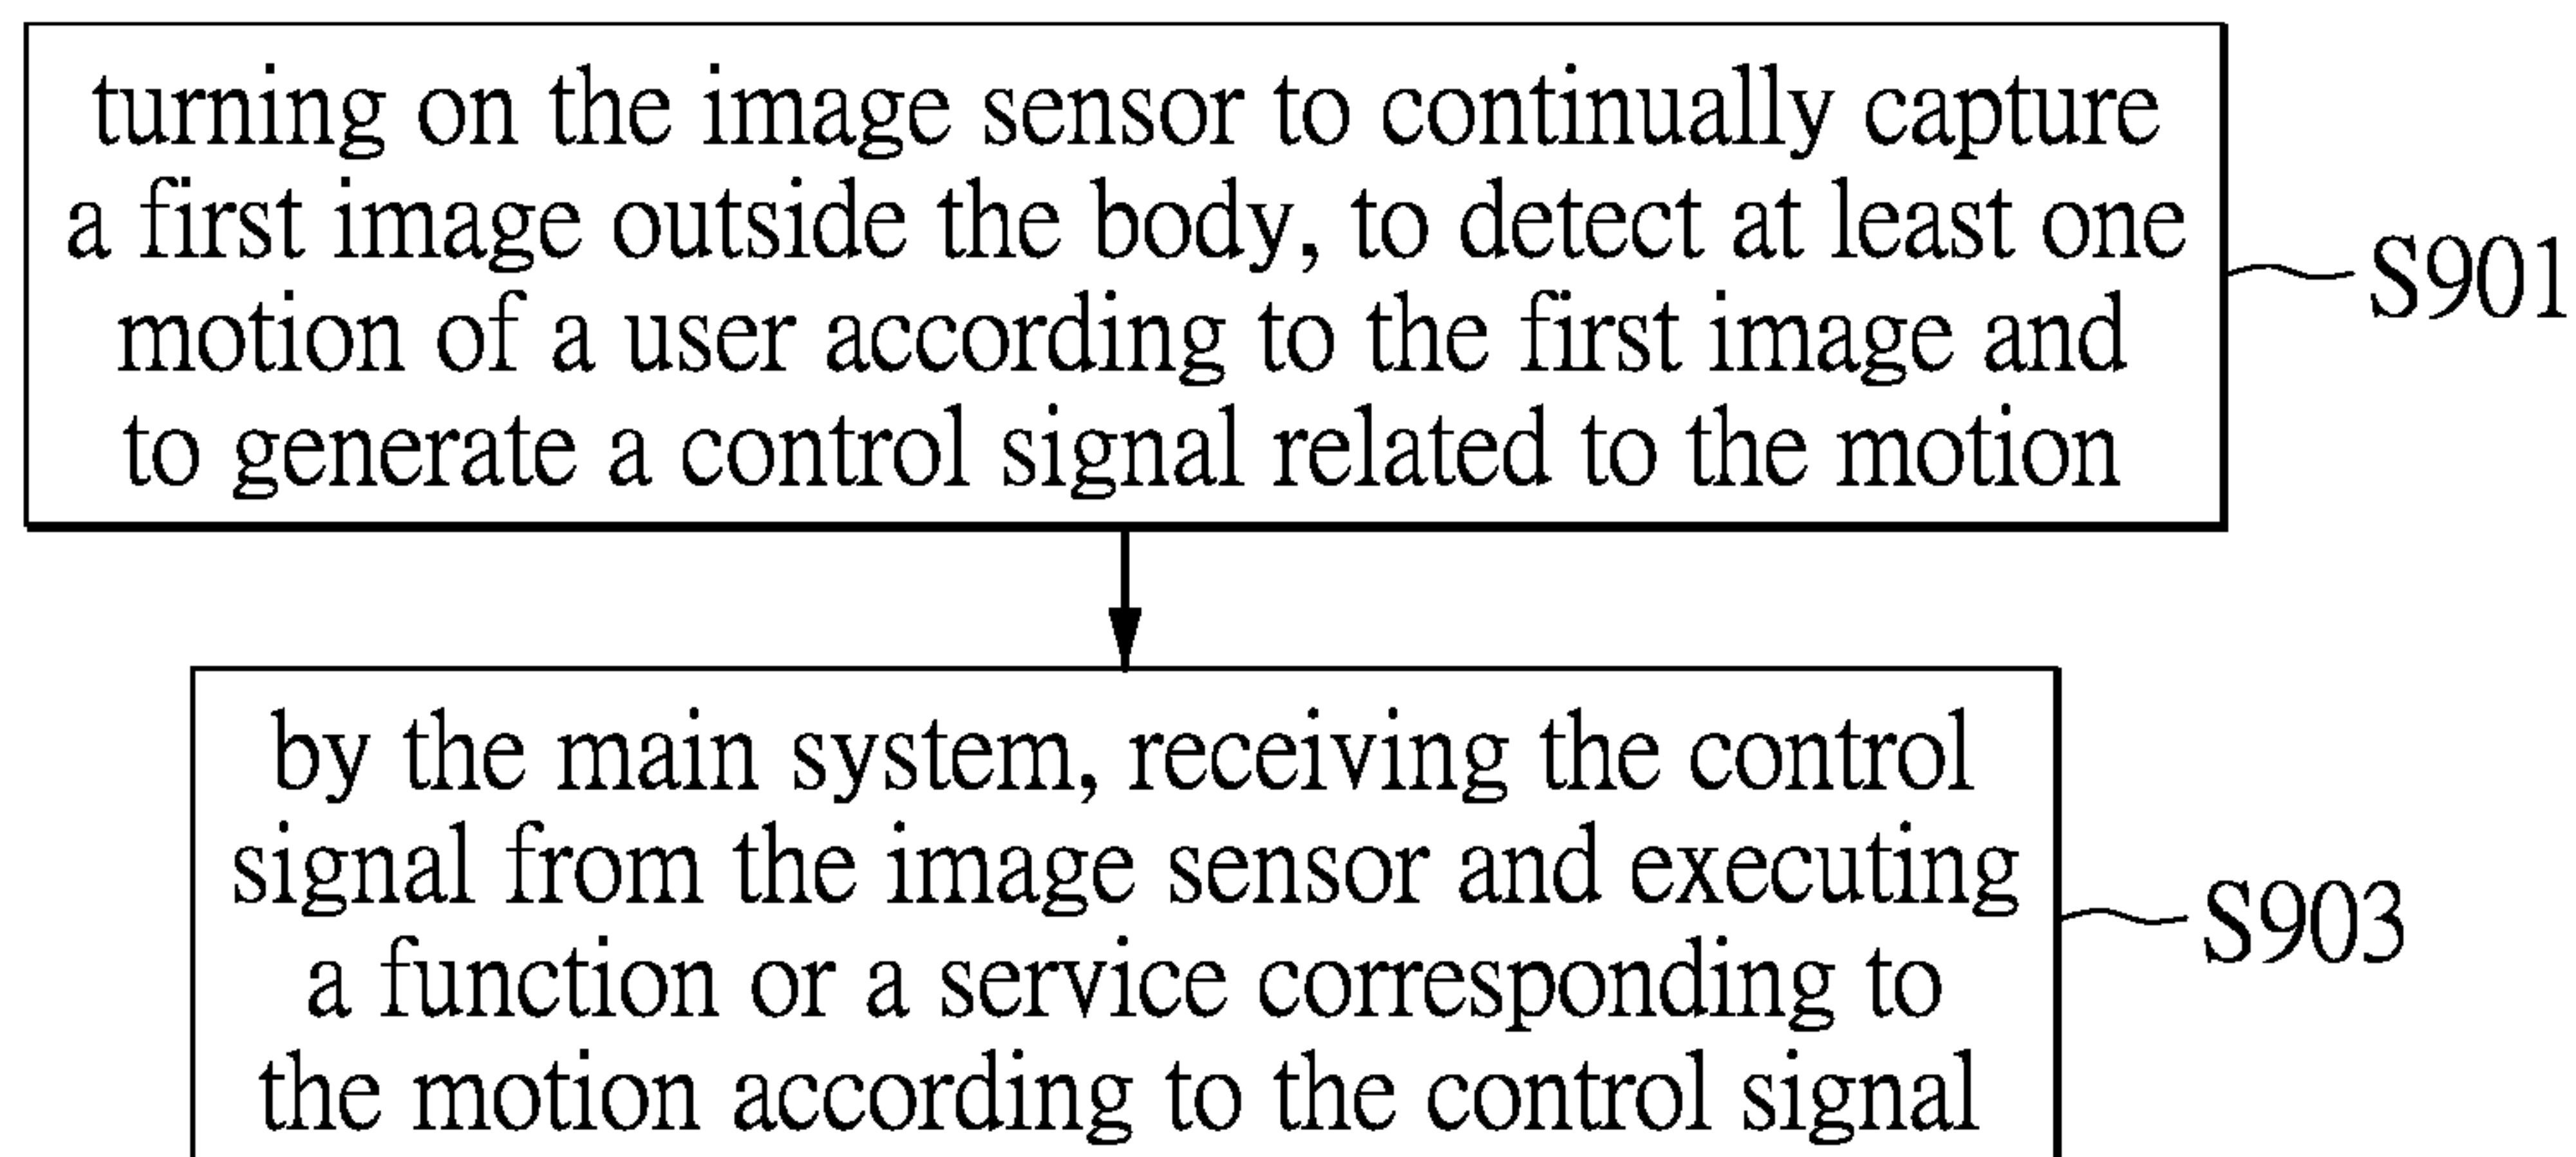 turning on the image sensor to continually capture
a first image outside the body, to detect at least one
motion of a user according to the first image and
to generate a control signal related to the motion
S901
by the main system, receiving the control
signal from the image sensor and executing
a function or a service corresponding to
the motion according to the control signal
S903